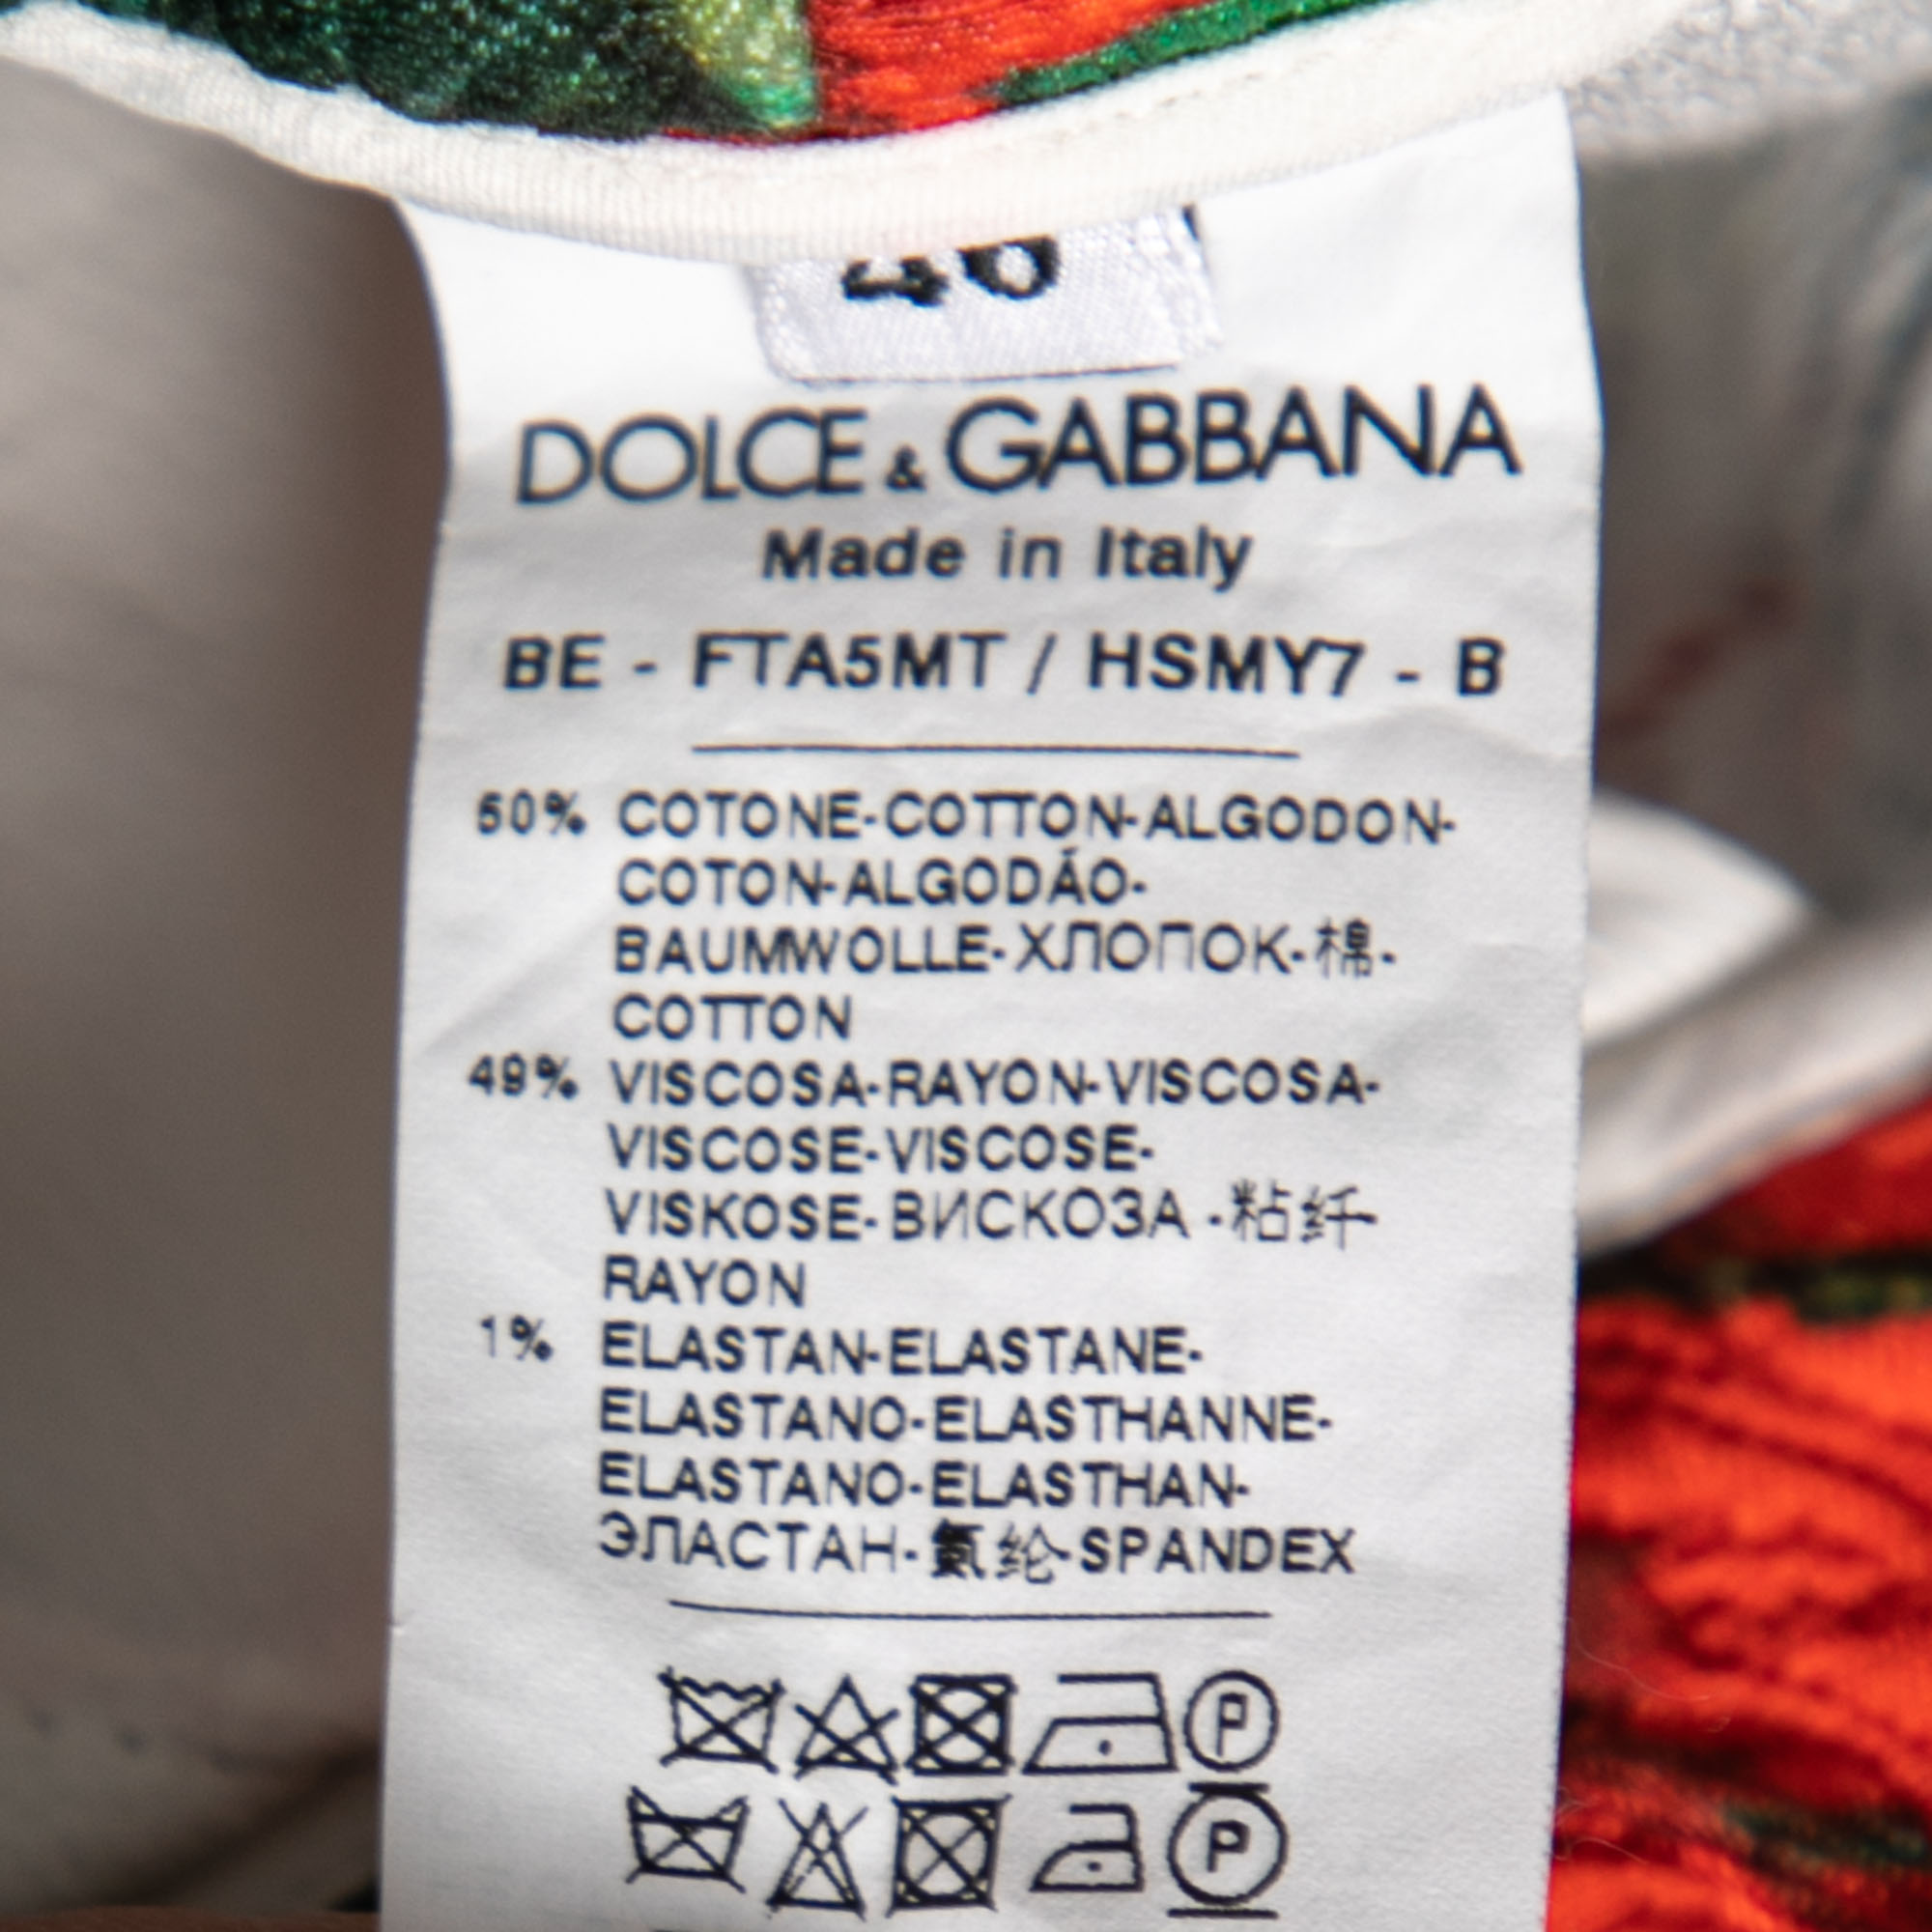 46
DOLCE & GABBANA
Made in Italy
BE - FTA5MT / HSMY7 - B
50% COTONE-COTTON-ALGODON-
COTON-ALGODÃO-
BAUMWOLLE-ХЛОПОК-棉-
COTTON
49% VISCOSA-RAYON-VISCOSA-
VISCOSE-VISCOSE-
VISKOSE-ВИСКОЗА -粘纤-
RAYON
1% ELASTAN-ELASTANE-
ELASTANO-ELASTHANNE-
ELASTANO-ELASTHAN-
ЭЛАСТАН-氨纶-SPANDEX
P
P